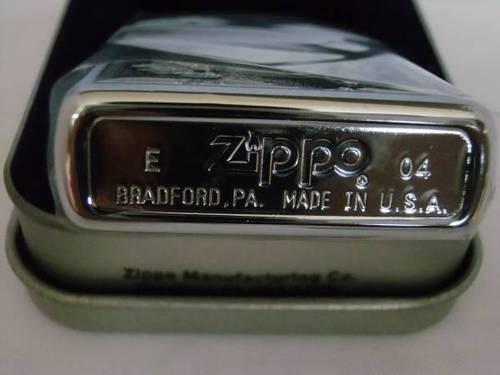 E Zippo® 04
BRADFORD, PA. MADE IN U.S.A.
Zippo Manufacturing Co.